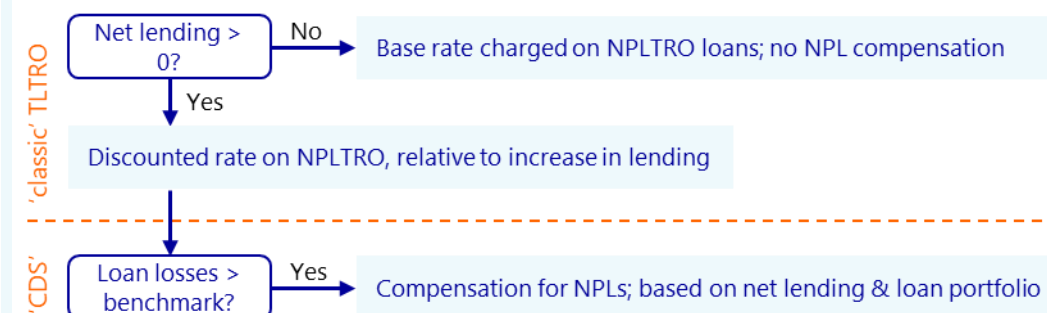 'classic' TLTRO
Net lending >
0?
No
Base rate charged on NPLTRO loans; no NPL compensation
Yes
Discounted rate on NPLTRO, relative to increase in lending
'CDS'
Loan losses >
benchmark?
Yes
Compensation for NPLs; based on net lending & loan portfolio